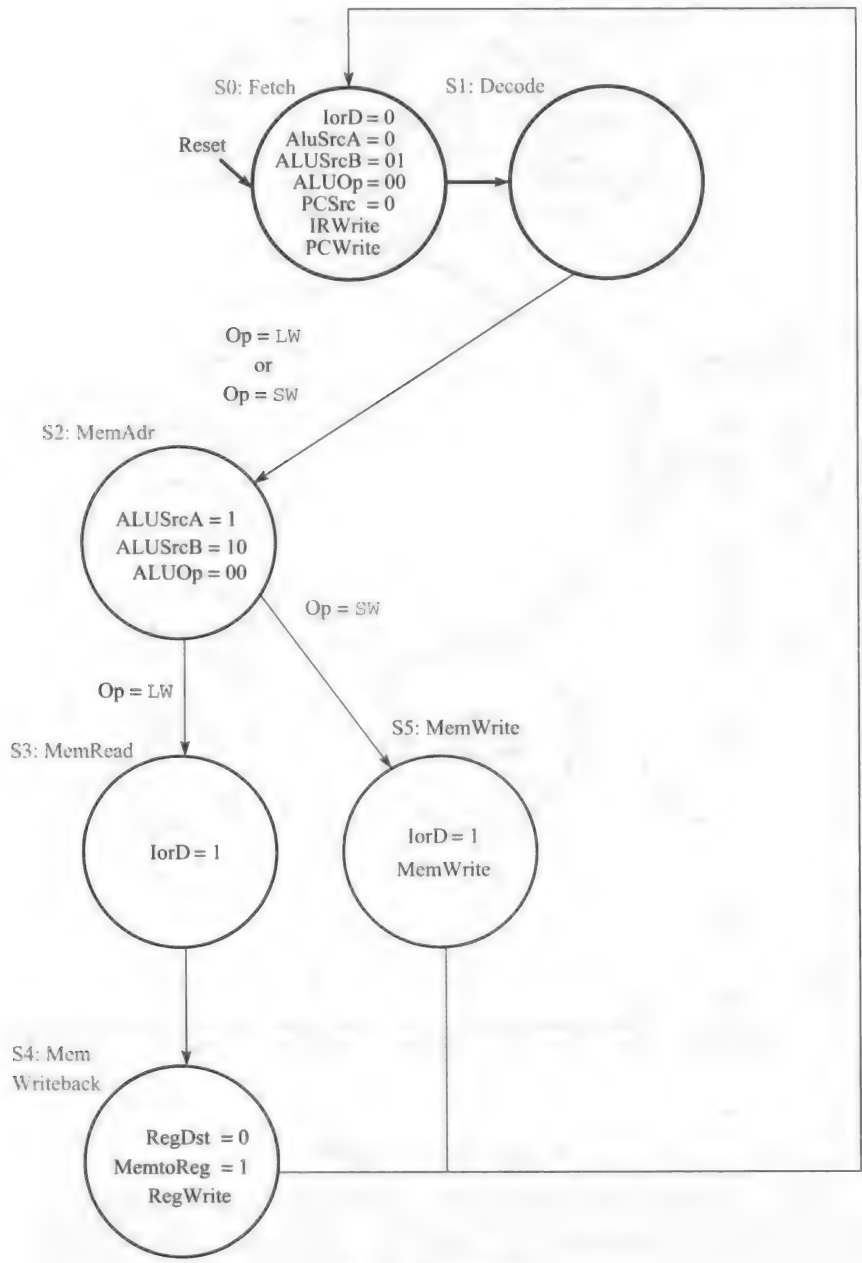 S0: Fetch
S1: Decode
Reset
IorD = 0
AluSrcA = 0
ALUSrcB = 01
ALUOp = 00
PCSrc = 0
IRWrite
PCWrite
Op = LW
or
Op = SW
S2: MemAdr
ALUSrcA = 1
ALUSrcB = 10
ALUOp = 00
Op = SW
Op = LW
S5: MemWrite
S3: MemRead
IorD = 1
IorD = 1
MemWrite
S4: Mem
Writeback
RegDst = 0
MemtoReg = 1
RegWrite